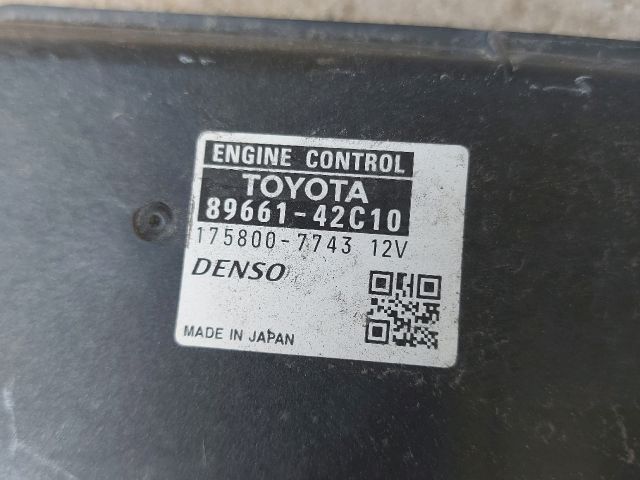 ENGINE CONTROL
TOYOTA
89661-42C10
175800-7743 12V
DENSO
MADE IN JAPAN